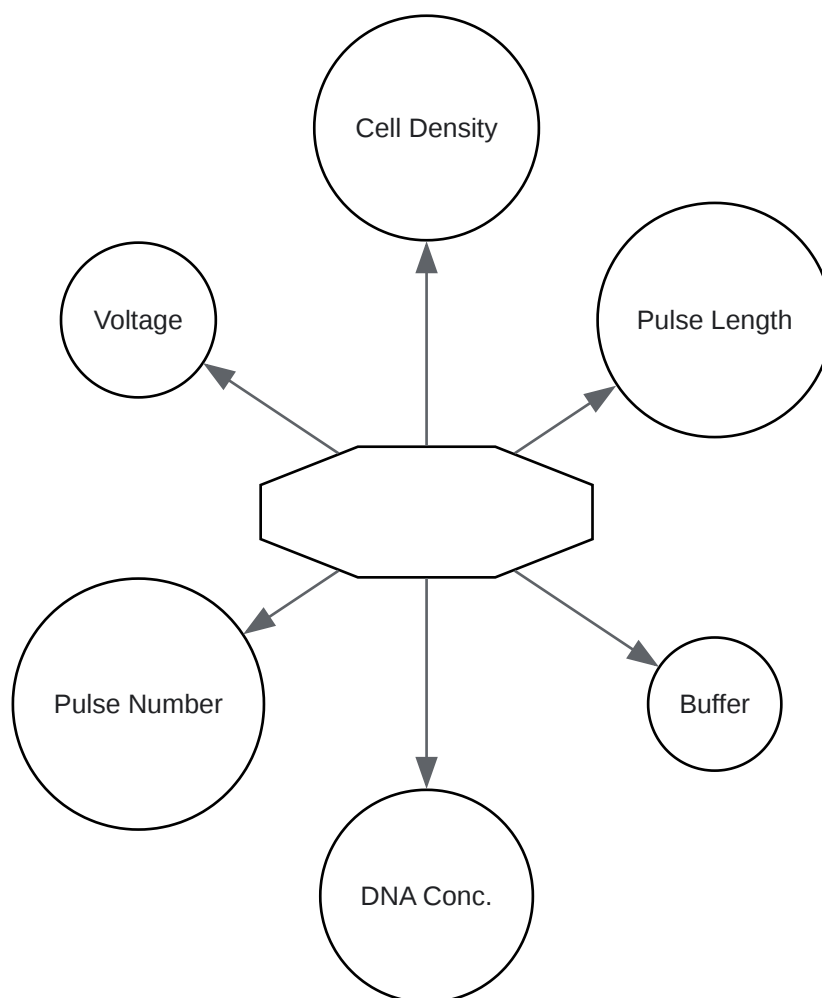 Cell Density
Voltage
Pulse Length
Pulse Number
Buffer
DNA Conc.